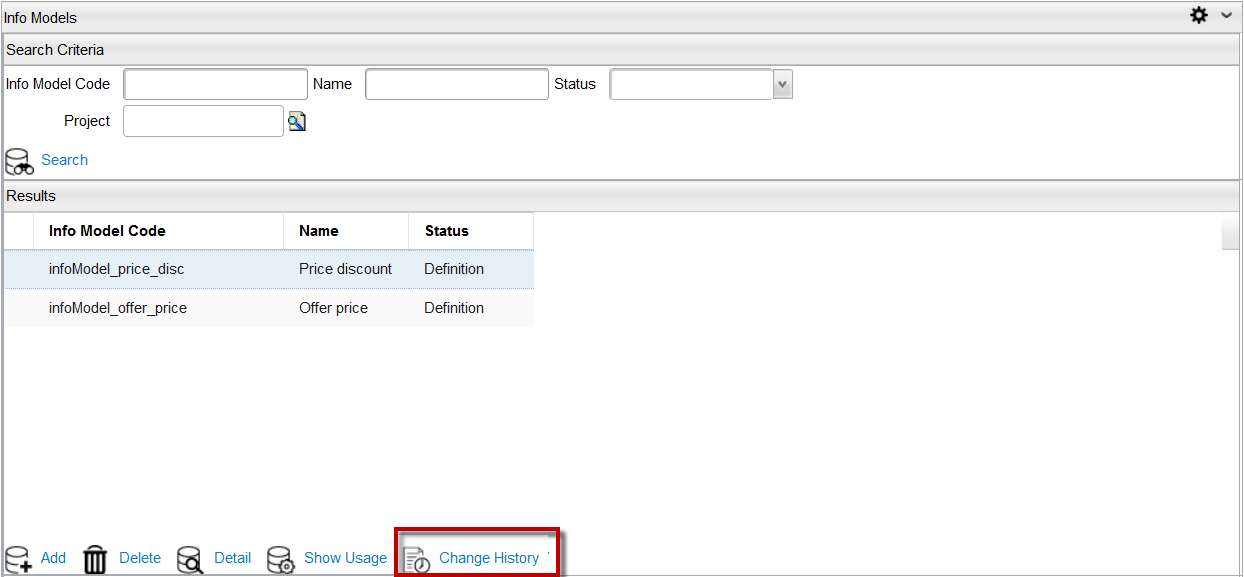 Info Models
Search Criteria
Info Model Code Name Status
Project
Search
Results
Info Model Code Name Status
infoModel_price_disc Price discount Definition
infoModel_offer_price Offer price Definition
Add Delete Detail Show Usage Change History